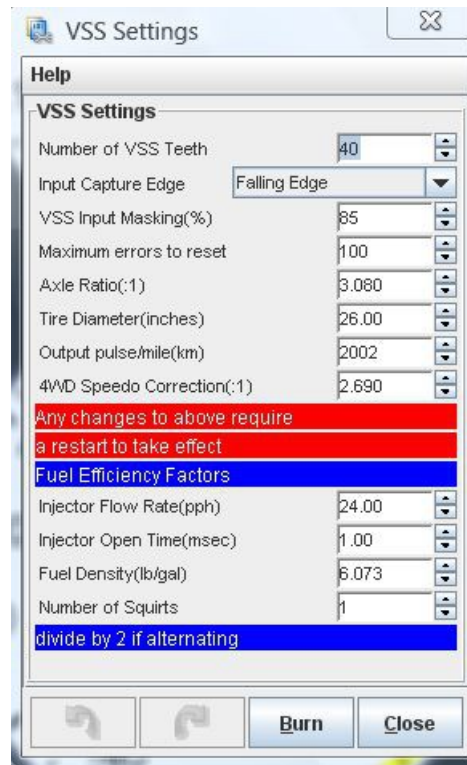 VSS Settings
Help
VSS Settings
Number of VSS Teeth 40
Input Capture Edge Falling Edge
VSS Input Masking(%) 85
Maximum errors to reset 100
Axle Ratio(:1) 3.080
Tire Diameter(inches) 26.00
Output pulse/mile(km) 2002
4WD Speedo Correction(:1) 2.690
Any changes to above require
a restart to take effect
Fuel Efficiency Factors
Injector Flow Rate(pph) 24.00
Injector Open Time(msec) 1.00
Fuel Density(lb/gal) 6.073
Number of Squirts 1
divide by 2 if alternating
Burn Close